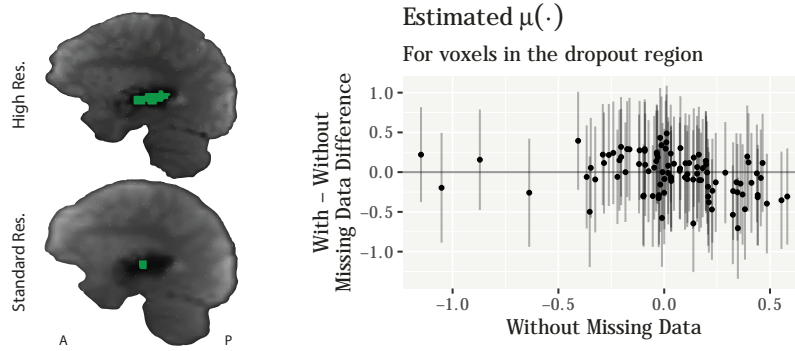 High Res.
Standard Res.
A
P
Estimated μ(·)
For voxels in the dropout region
With − Without
Missing Data Difference
1.0
0.5
0.0
−0.5
−1.0
−1.0
−0.5
0.0
0.5
Without Missing Data